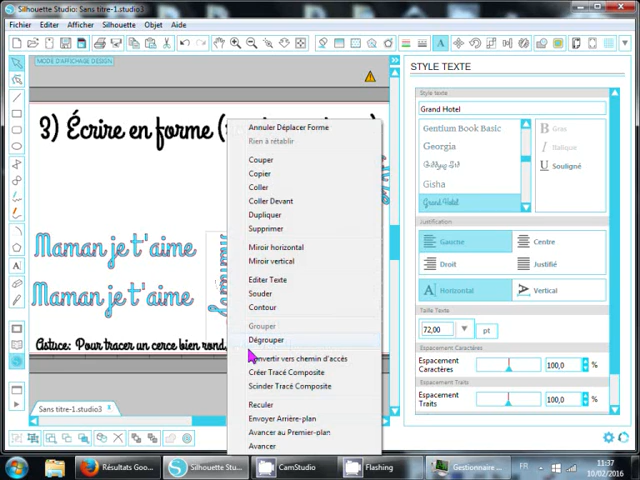 Silhouette Studio: Sans titre-1.studio3
Fichier Editer Affichage Silhouette Objet Aide
MODE D'AFFICHAGE DESIGN
3) Écrire en forme
Maman je t'aime
Maman je t'aime
Astuce: Pour tracer un cerce bien rond,
Annuler Déplacer Forme
Rien à rétablir
Couper
Copier
Coller
Coller Devant
Dupliquer
Supprimer
Miroir horizontal
Miroir vertical
Editer Texte
Souder
Contour
Grouper
Dégrouper
Convertir vers chemin d'accès
Créer Tracé Composite
Scinder Tracé Composite
Reculer
Envoyer Arrière-plan
Avancer au Premier-plan
Avancer
STYLE TEXTE
Style texte
Grand Hotel
Gentium Book Basic
Georgia
Gisha
Grand Hotel
B Gras
I Italique
U Souligné
Justification
Gauche Centre
Droit Justifié
Horizontal Vertical
Taille Texte
72,00 pt
Espacement Caractères
Espacement Caractères 100,0 %
Espacement Traits
Espacement Traits 100,0 %
Sans titre-1.studio3
Résultats Goo...
Silhouette Studio:...
CamStudio
Flashing
Gestionnaire ...
FR
11:37
10/02/2016